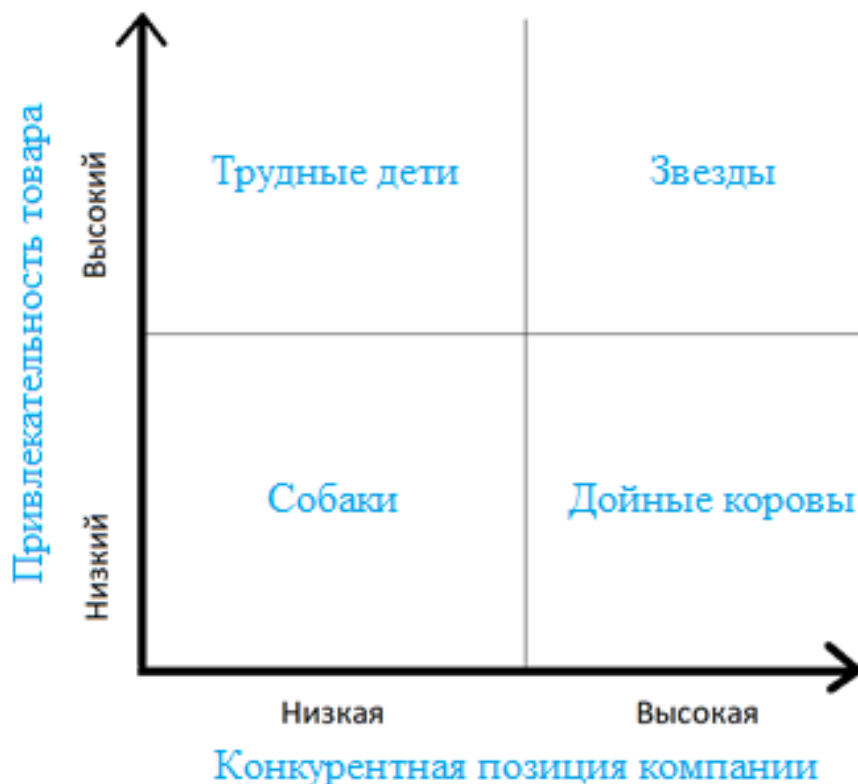 Привлекательность товара
Высокий
Низкий
Трудные дети
Звезды
Собаки
Дойные коровы
Низкая
Высокая
Конкурентная позиция компании